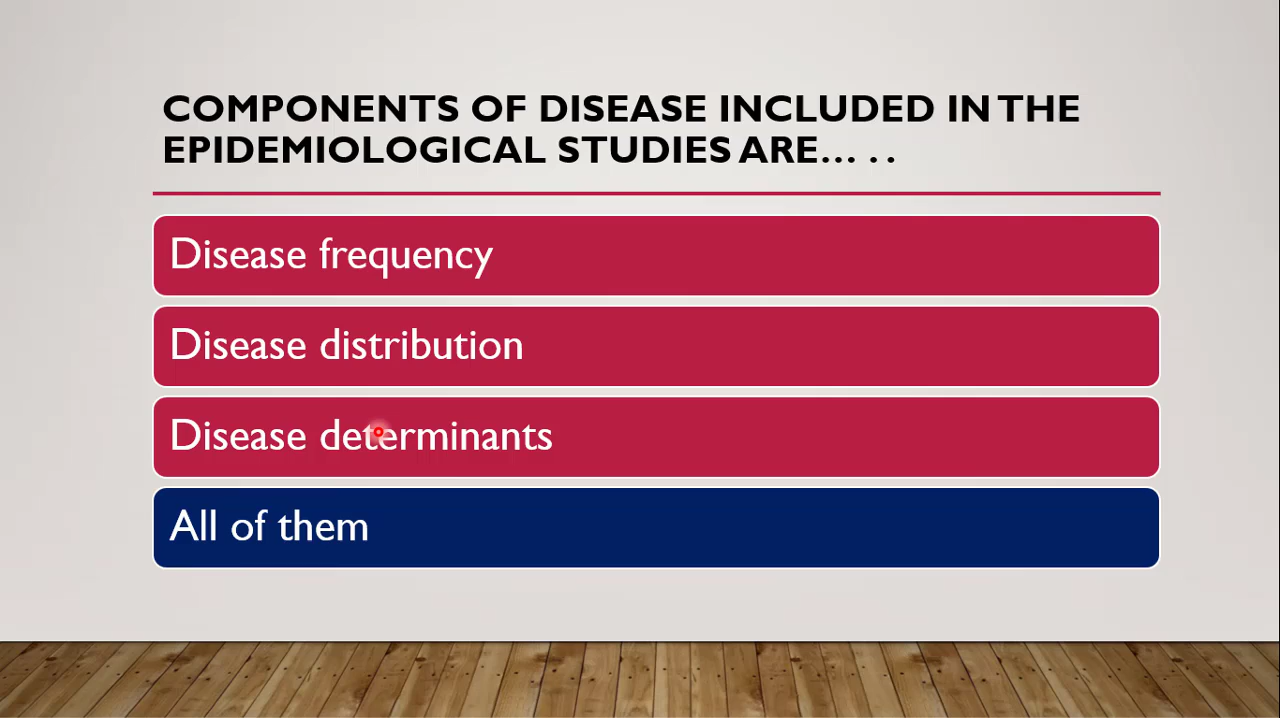 COMPONENTS OF DISEASE INCLUDED IN THE
EPIDEMIOLOGICAL STUDIES ARE... . .
Disease frequency
Disease distribution
Disease determinants
All of them